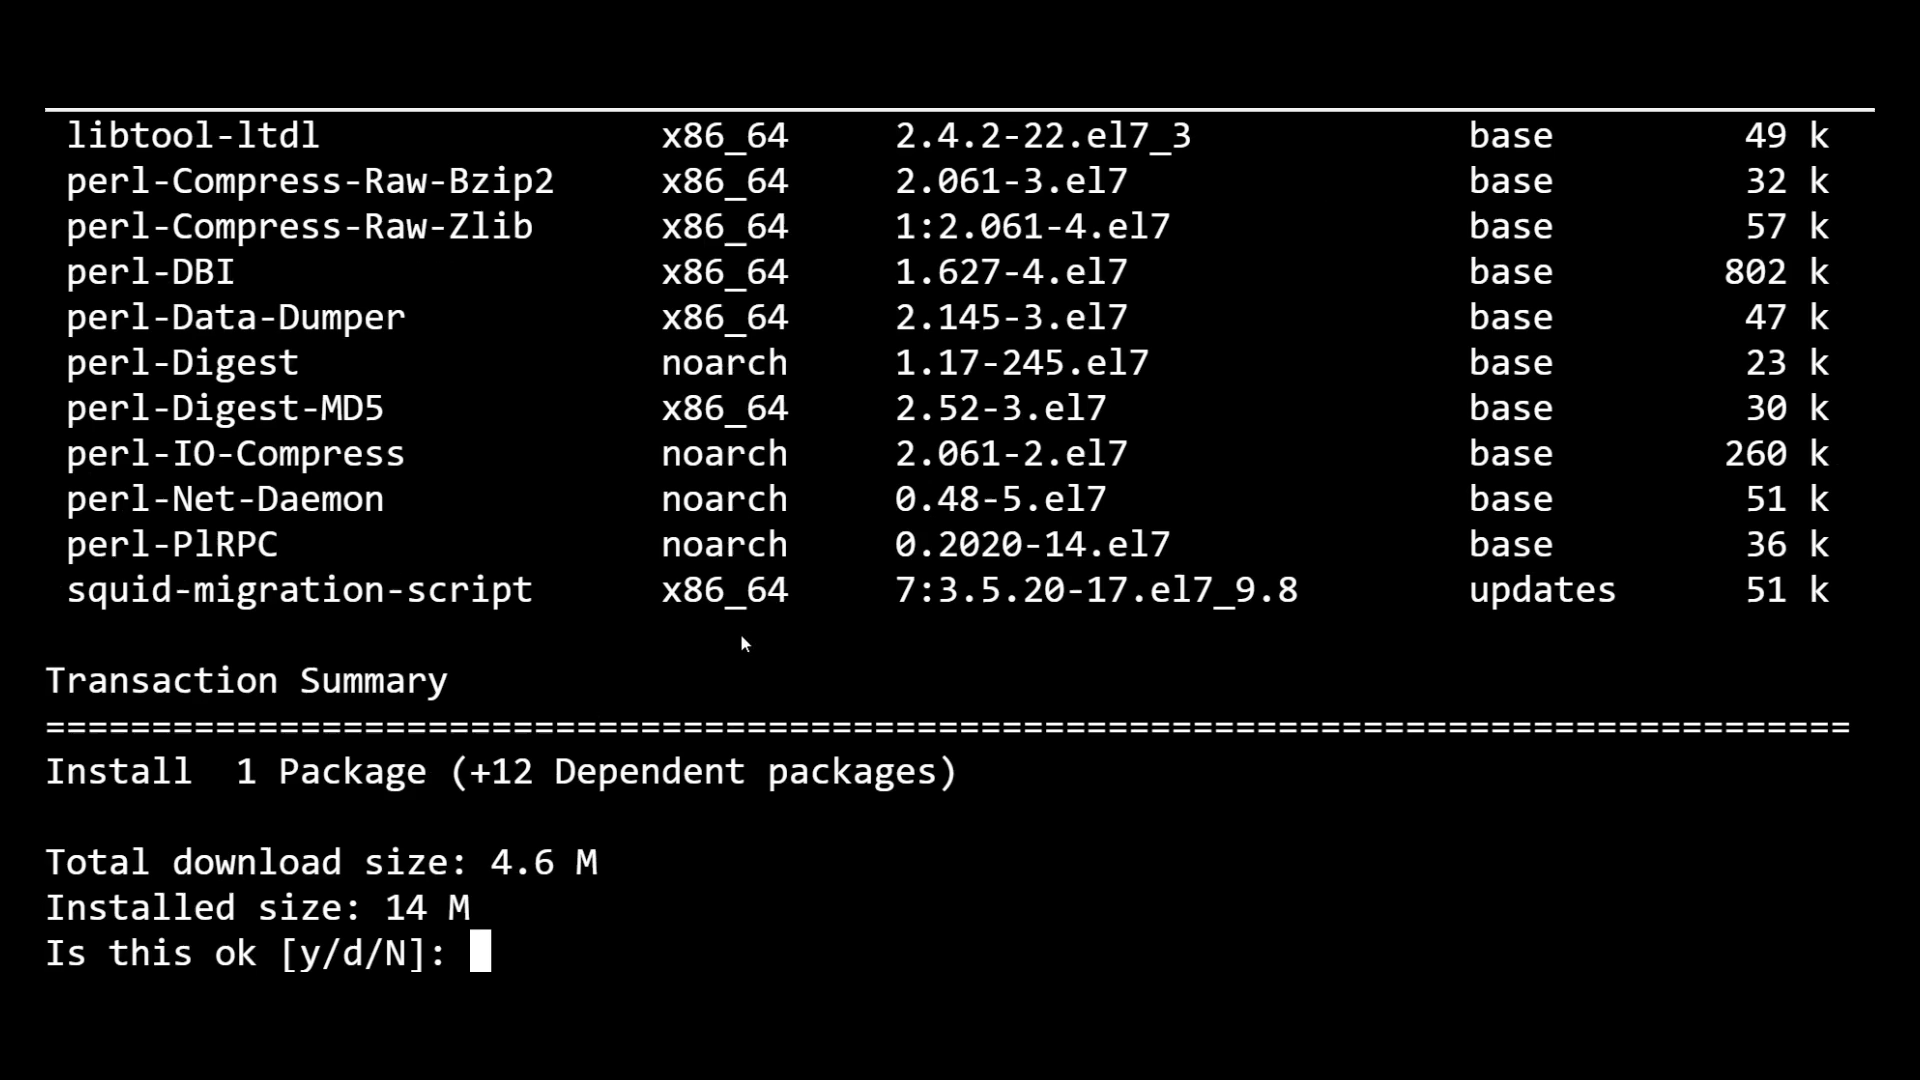 libtool-ltdl x86_64 2.4.2-22.el7_3 base 49 k
perl-Compress-Raw-Bzip2 x86_64 2.061-3.el7 base 32 k
perl-Compress-Raw-Zlib x86_64 1:2.061-4.el7 base 57 k
perl-DBI x86_64 1.627-4.el7 base 802 k
perl-Data-Dumper x86_64 2.145-3.el7 base 47 k
perl-Digest noarch 1.17-245.el7 base 23 k
perl-Digest-MD5 x86_64 2.52-3.el7 base 30 k
perl-IO-Compress noarch 2.061-2.el7 base 260 k
perl-Net-Daemon noarch 0.48-5.el7 base 51 k
perl-PlRPC noarch 0.2020-14.el7 base 36 k
squid-migration-script x86_64 7:3.5.20-17.el7_9.8 updates 51 k
Transaction Summary
=====================================================================================
Install 1 Package (+12 Dependent packages)
Total download size: 4.6 M
Installed size: 14 M
Is this ok [y/d/N]: